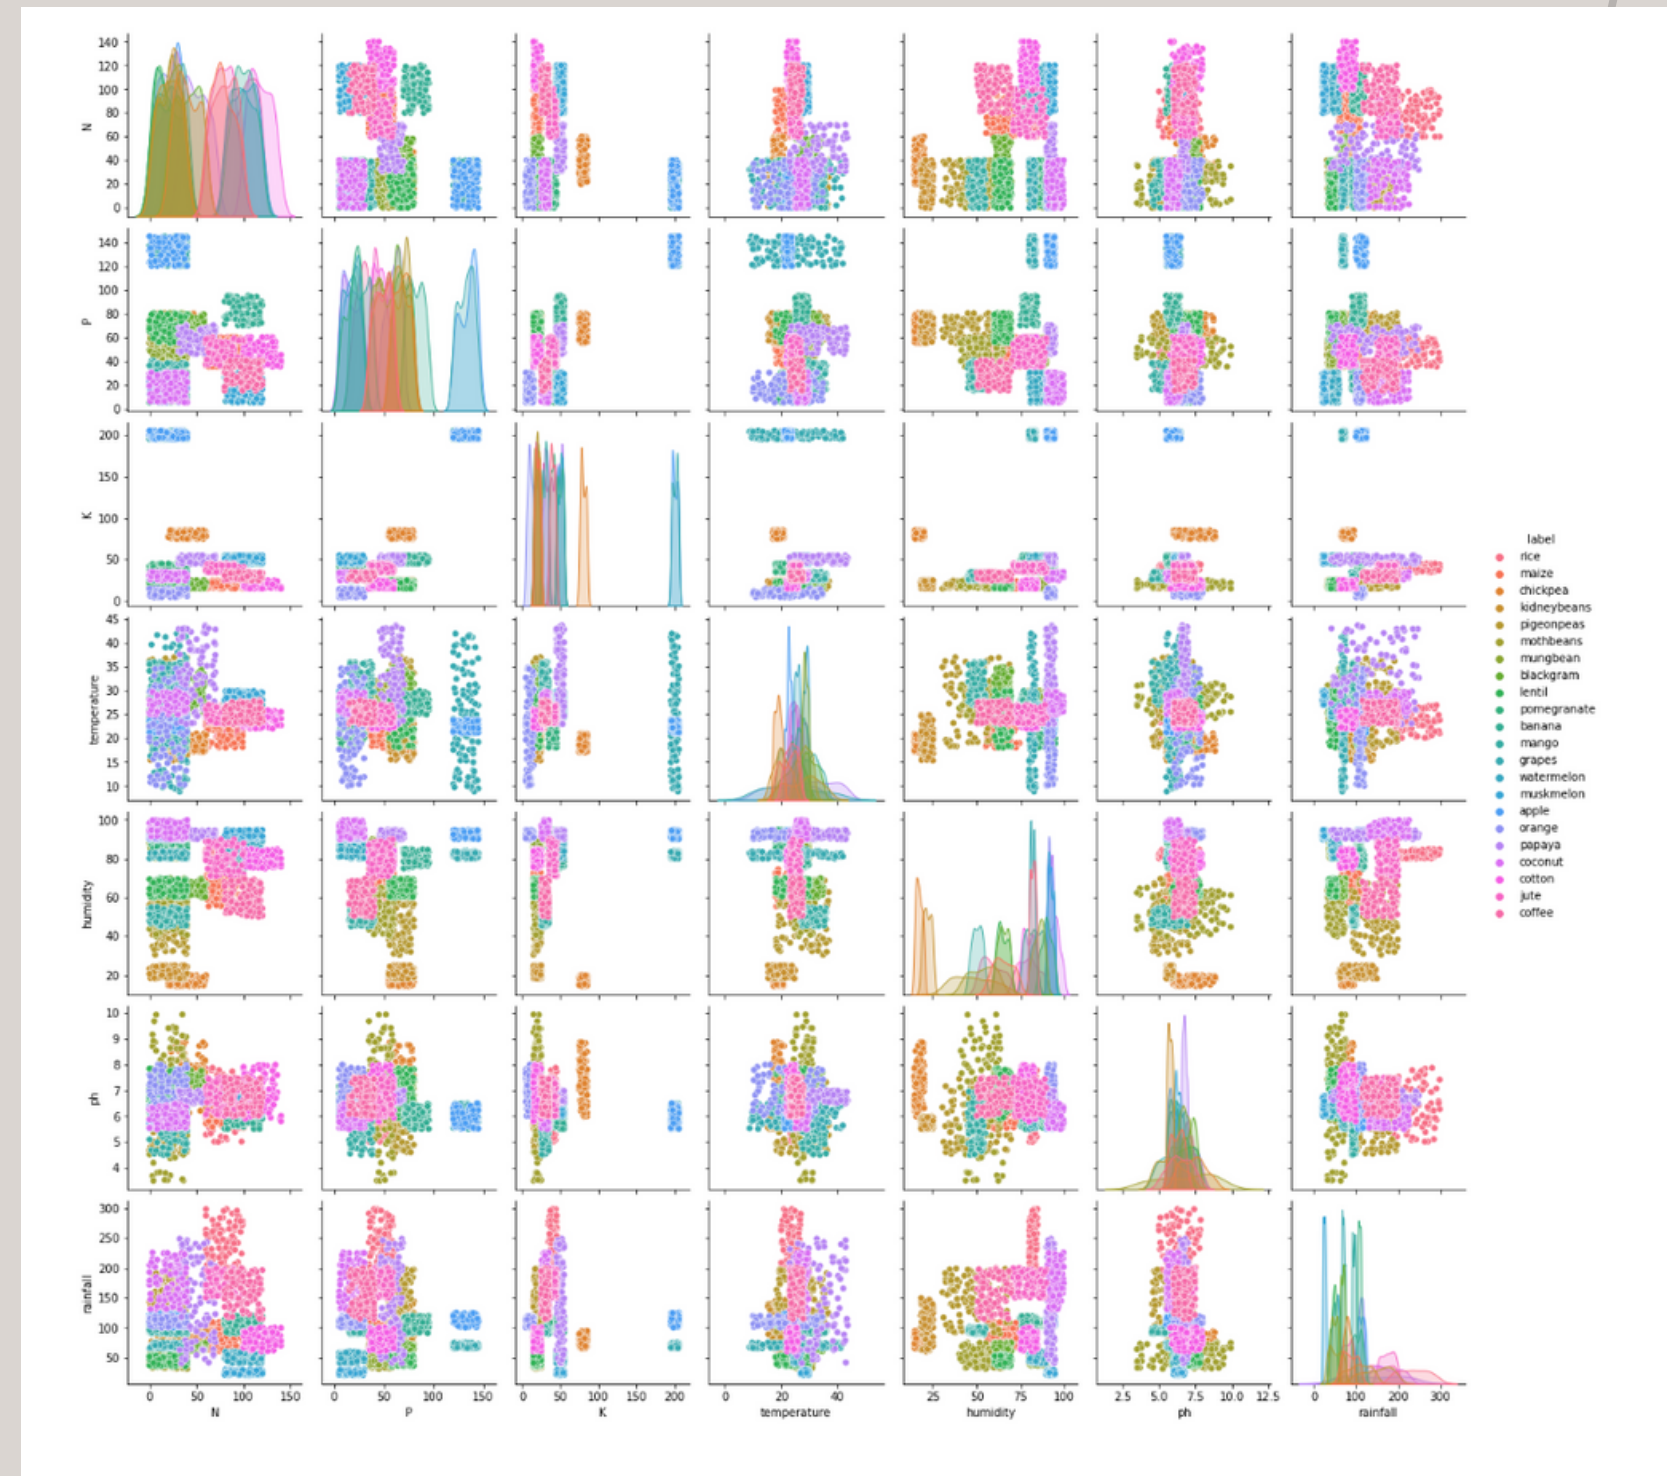 140
120
100
80
60
40
20
0
N
140
120
100
80
60
40
20
0
P
200
150
100
50
0
K
45
40
35
30
25
20
15
10
temperature
100
80
60
40
20
humidity
10
9
8
7
6
5
4
ph
300
250
200
150
100
50
rainfall
0 50 100 150
N
0 50 100 150
P
0 50 100 150 200
K
0 20 40
temperature
25 50 75 100
humidity
2.5 5.0 7.5 10.0 12.5
ph
0 100 200 300
rainfall
label
rice
maize
chickpea
kidneybeans
pigeonpeas
mothbeans
mungbean
blackgram
lentil
pomegranate
banana
mango
grapes
watermelon
muskmelon
apple
orange
papaya
coconut
cotton
jute
coffee